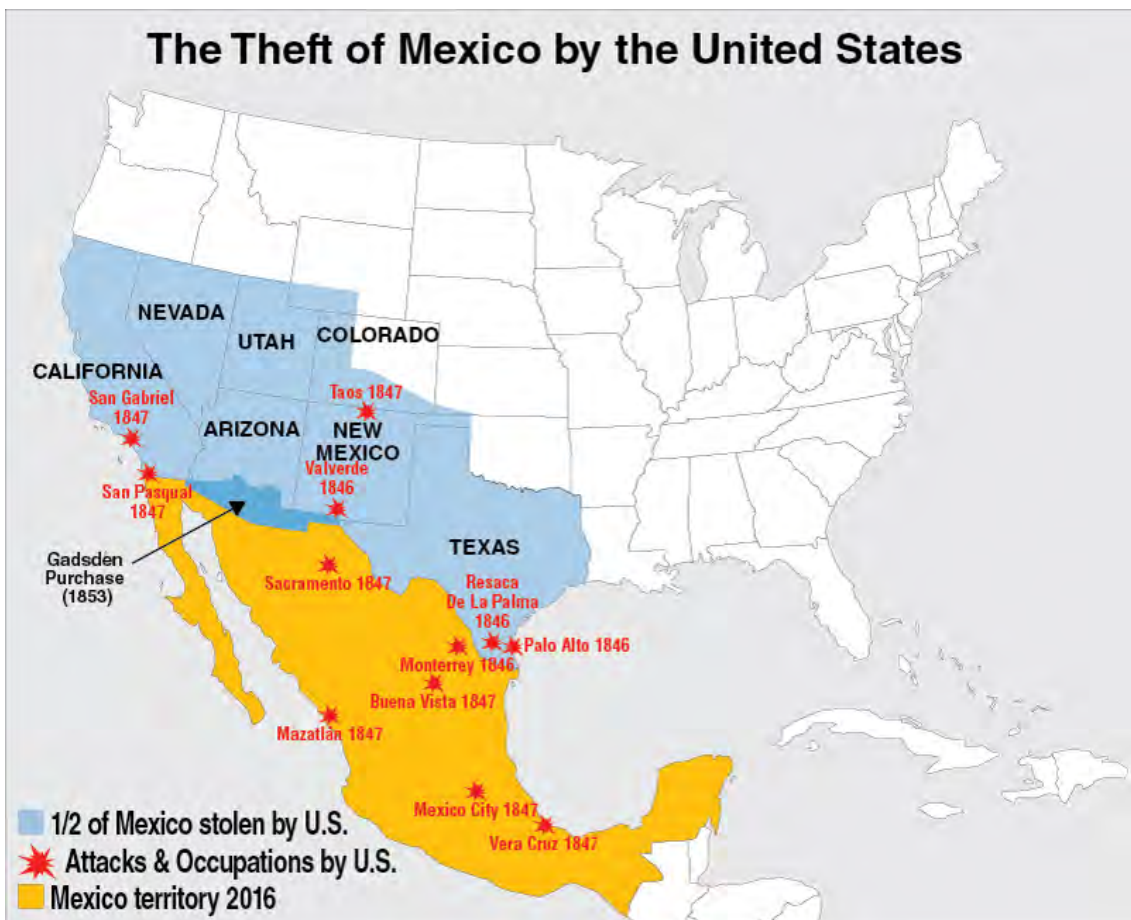 The Theft of Mexico by the United States
NEVADA
UTAH
COLORADO
CALIFORNIA
San Gabriel
1847
Taos 1847
ARIZONA
NEW
MEXICO
Valverde
1846
San Pasqual
1847
Gadsden
Purchase
(1853)
TEXAS
Sacramento 1847
Resaca
De La Palma
1846
Palo Alto 1846
Monterrey 1846
Buena Vista 1847
Mazatlán 1847
Mexico City 1847
Vera Cruz 1847
1/2 of Mexico stolen by U.S.
Attacks & Occupations by U.S.
Mexico territory 2016